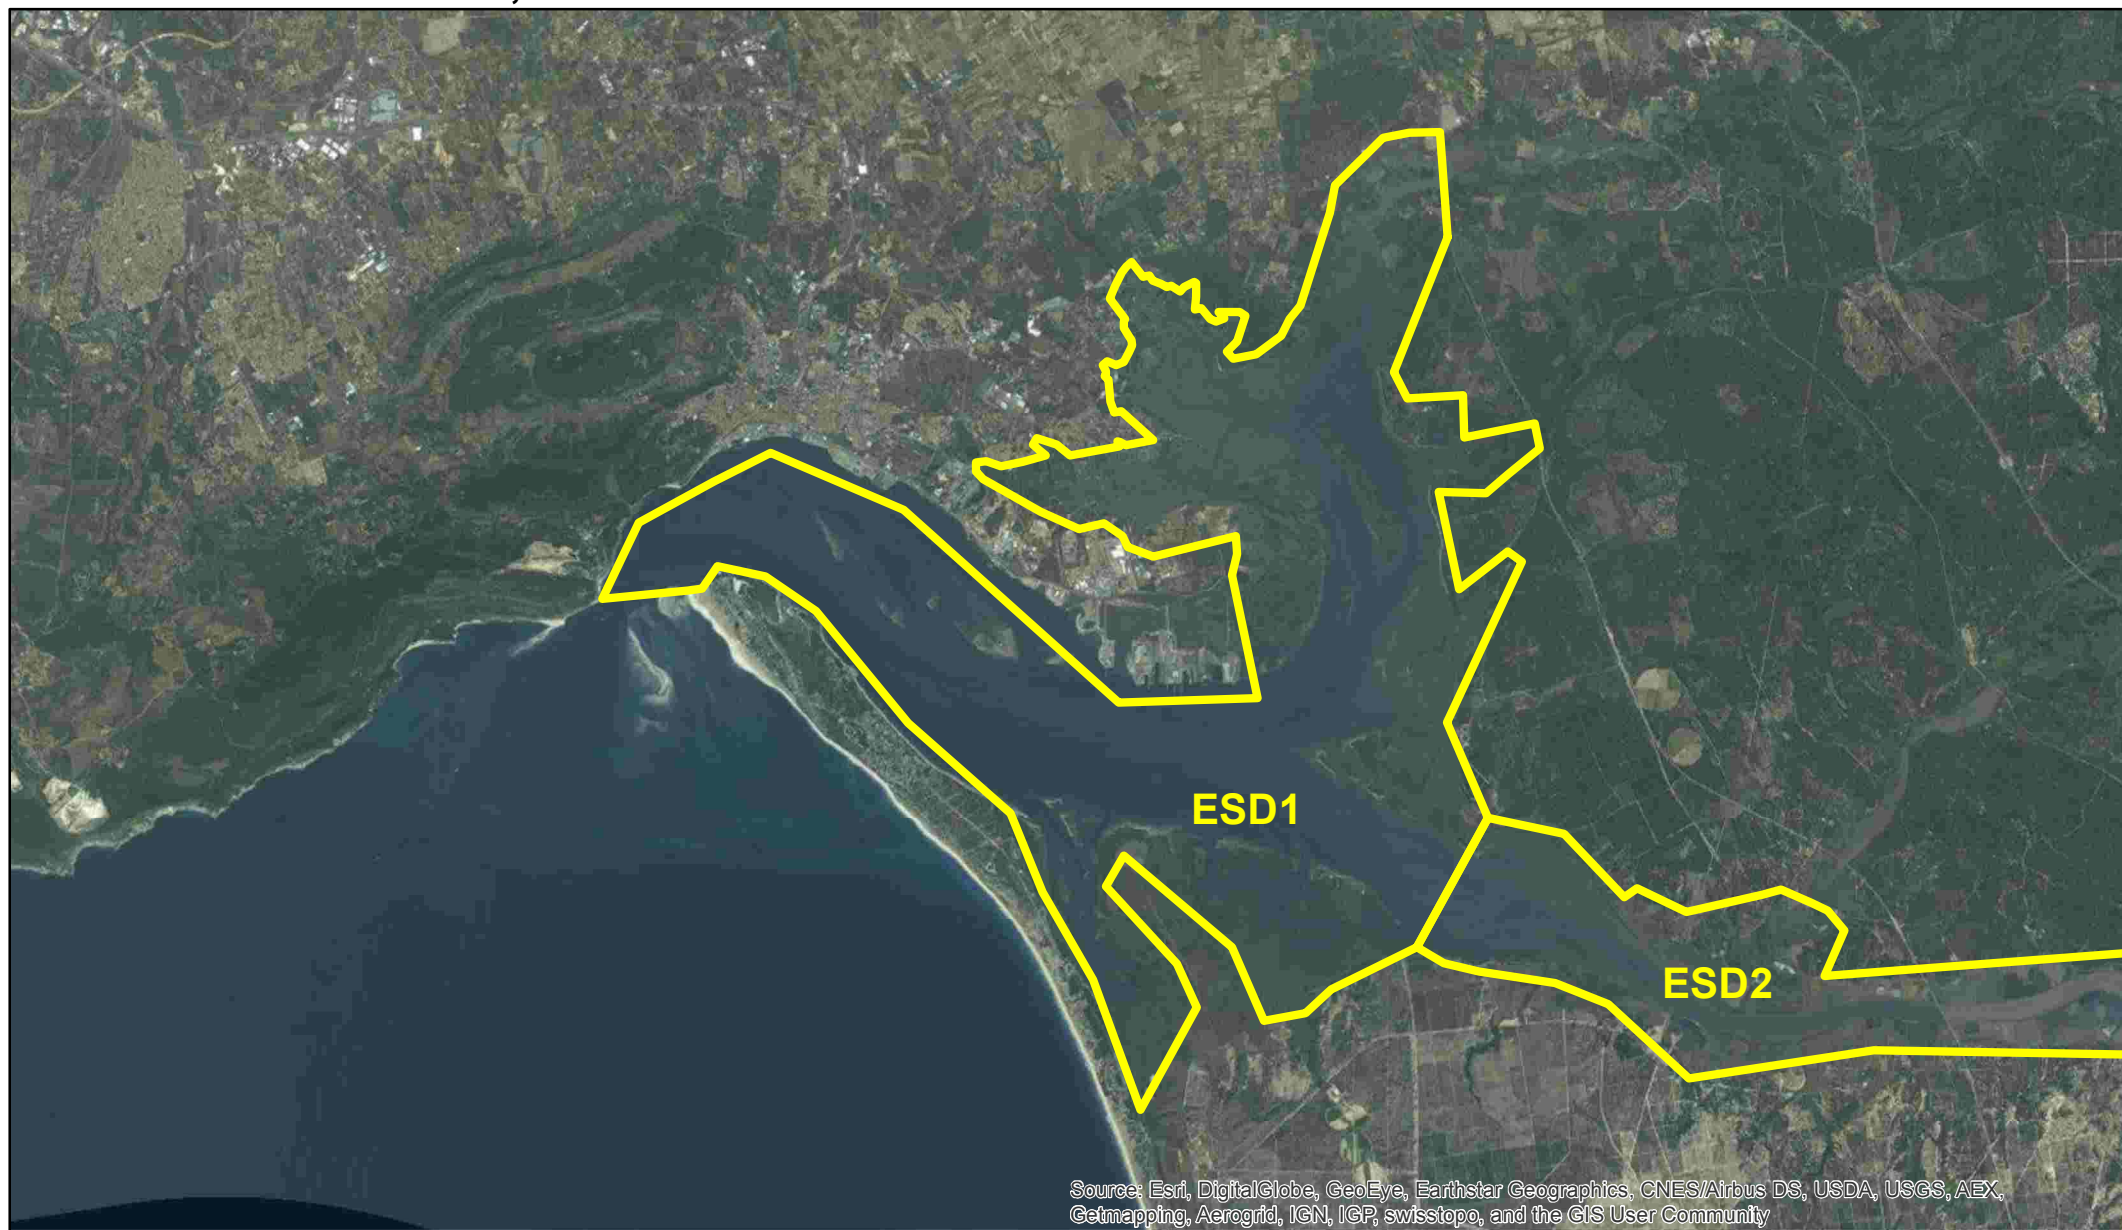 ESD1
ESD2
Source: Esri, DigitalGlobe, GeoEye, Earthstar Geographics, CNES/Airbus DS, USDA, USGS, AEX,
Getmapping, Aerogrid, IGN, IGP, swisstopo, and the GIS User Community